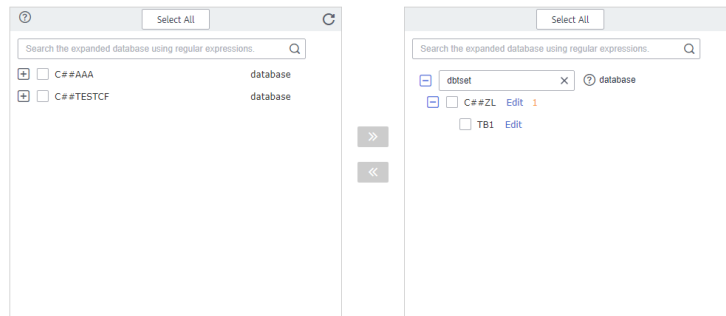 Select All
Search the expanded database using regular expressions.
C##AAA database
C##TESTCF database
Select All
Search the expanded database using regular expressions.
dbtset database
C##ZL Edit 1
TB1 Edit